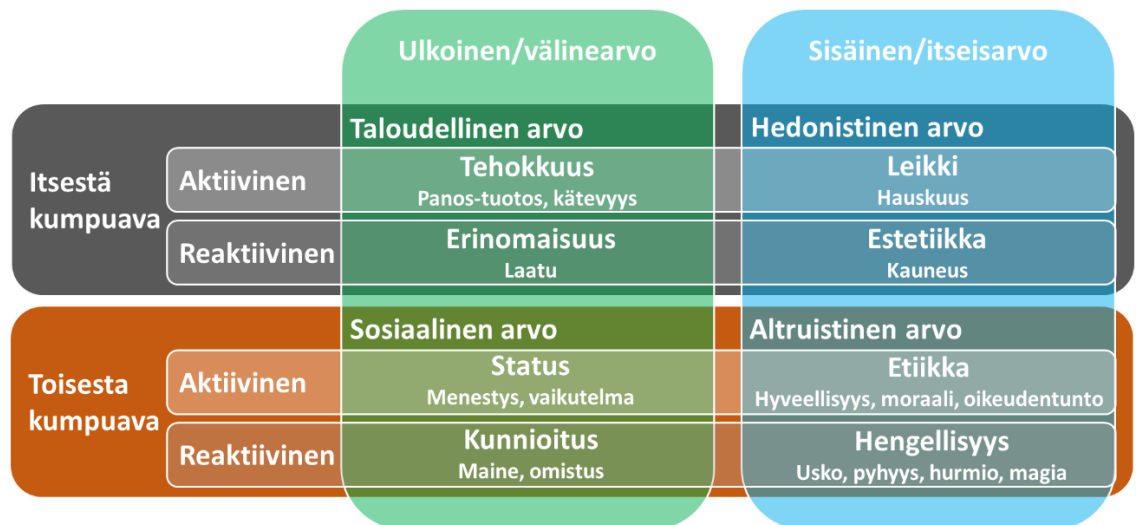 Ulkoinen/välinearvo
Sisäinen/itseisarvo
Taloudellinen arvo
Hedonistinen arvo
Itsestä
kumpuava
Aktiivinen
Tehokkuus
Panos-tuotos, kätevyys
Leikki
Hauskuus
Reaktiivinen
Erinomaisuus
Laatu
Estetiikka
Kauneus
Sosiaalinen arvo
Altruistinen arvo
Toisesta
kumpuava
Aktiivinen
Status
Menestys, vaikutelma
Etiikka
Hyveellisyys, moraali, oikeudentunto
Reaktiivinen
Kunnioitus
Maine, omistus
Hengellisyys
Usko, pyhyys, hurmio, magia